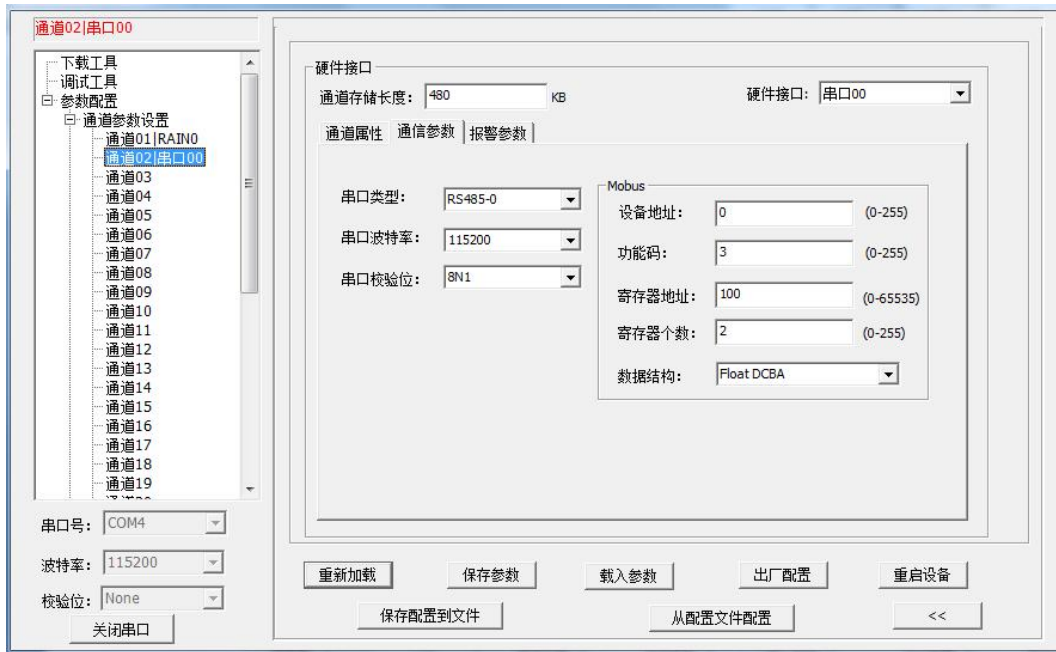 通道02|串口00
下载工具
调试工具
参数配置
通道参数设置
通道01|RAIN0
通道02|串口00
通道03
通道04
通道05
通道06
通道07
通道08
通道09
通道10
通道11
通道12
通道13
通道14
通道15
通道16
通道17
通道18
通道19
串口号: COM4
波特率: 115200
校验位: None
关闭串口
硬件接口
通道存储长度: 480 KB
硬件接口: 串口00
通道属性 通信参数 报警参数
串口类型: RS485-0
串口波特率: 115200
串口校验位: 8N1
Mobus
设备地址: 0 (0-255)
功能码: 3 (0-255)
寄存器地址: 100 (0-65535)
寄存器个数: 2 (0-255)
数据结构: Float DCBA
重新加载 保存参数 载入参数 出厂配置 重启设备
保存配置到文件 从配置文件配置 <<